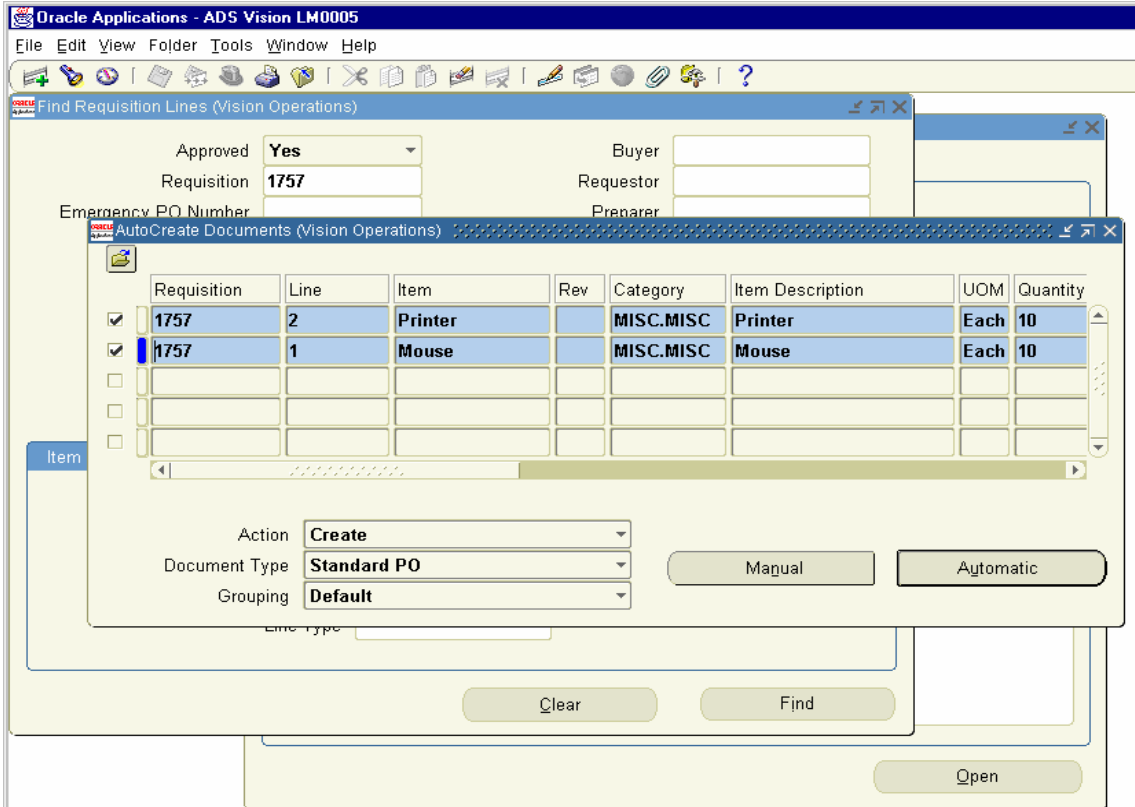 Oracle Applications - ADS Vision LM0005
File Edit View Folder Tools Window Help
Find Requisition Lines (Vision Operations)
Approved Yes Buyer
Requisition 1757 Requestor
Emergency PO Number Preparer
AutoCreate Documents (Vision Operations)
Requisition Line Item Rev Category Item Description UOM Quantity
1757 2 Printer MISC.MISC Printer Each 10
1757 1 Mouse MISC.MISC Mouse Each 10
Item
Action Create
Document Type Standard PO Manual Automatic
Grouping Default
Line Type
Clear Find
Open